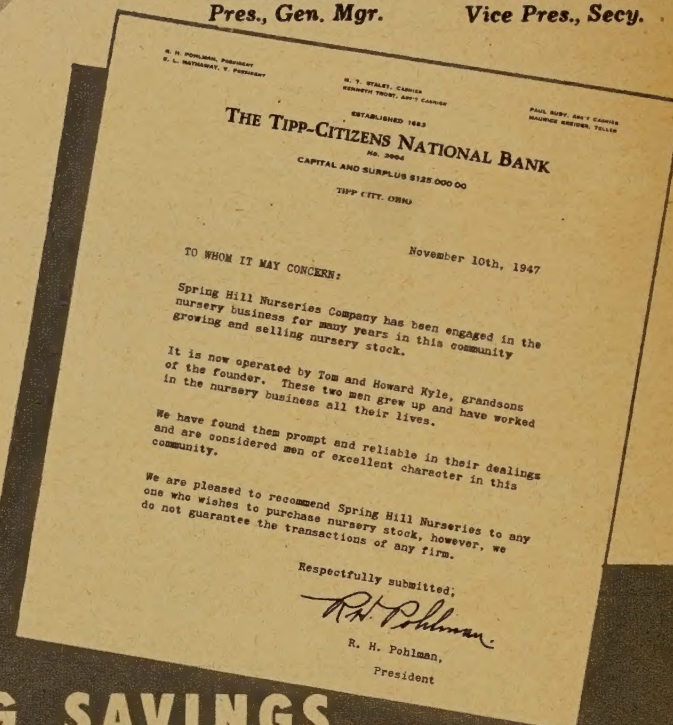 Pres., Gen. Mgr. Vice Pres., Secy.
R. H. POHLMAN, PRESIDENT
E. L. HATHAWAY, V. PRESIDENT
H. T. STALEY, CASHIER
KENNETH TROST, ASS'T CASHIER
PAUL RUDY, ASS'T CASHIER
MAURICE KREIDER, TELLER
ESTABLISHED 1883
THE TIPP-CITIZENS NATIONAL BANK
NO. 3004
CAPITAL AND SURPLUS $125,000.00
TIPP CITY, OHIO
November 10th, 1947
TO WHOM IT MAY CONCERN:
Spring Hill Nurseries Company has been engaged in the
nursery business for many years in this community
growing and selling nursery stock.
It is now operated by Tom and Howard Kyle, grandsons
of the founder. These two men grew up and have worked
in the nursery business all their lives.
We have found them prompt and reliable in their dealings
and are considered men of excellent character in this
community.
We are pleased to recommend Spring Hill Nurseries to any
one who wishes to purchase nursery stock, however, we
do not guarantee the transactions of any firm.
Respectfully submitted;
R.H. Pohlman.
R. H. Pohlman,
President
G SAVINGS